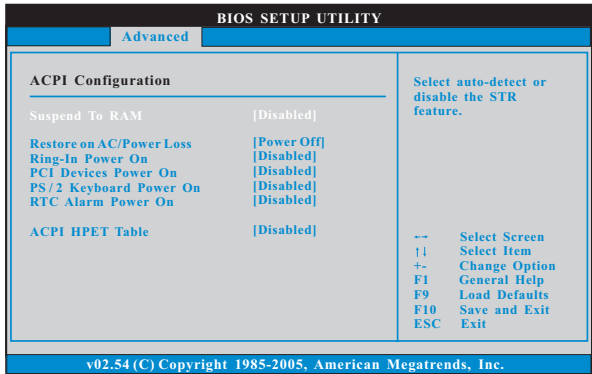 BIOS SETUP UTILITY
Advanced
ACPI Configuration
Suspend To RAM [Disabled]
Restore on AC/Power Loss [Power Off]
Ring-In Power On [Disabled]
PCI Devices Power On [Disabled]
PS/2 Keyboard Power On [Disabled]
RTC Alarm Power On [Disabled]
ACPI HPET Table [Disabled]
Select auto-detect or
disable the STR
feature.
←→ Select Screen
↑↓ Select Item
+- Change Option
F1 General Help
F9 Load Defaults
F10 Save and Exit
ESC Exit
v02.54 (C) Copyright 1985-2005, American Megatrends, Inc.